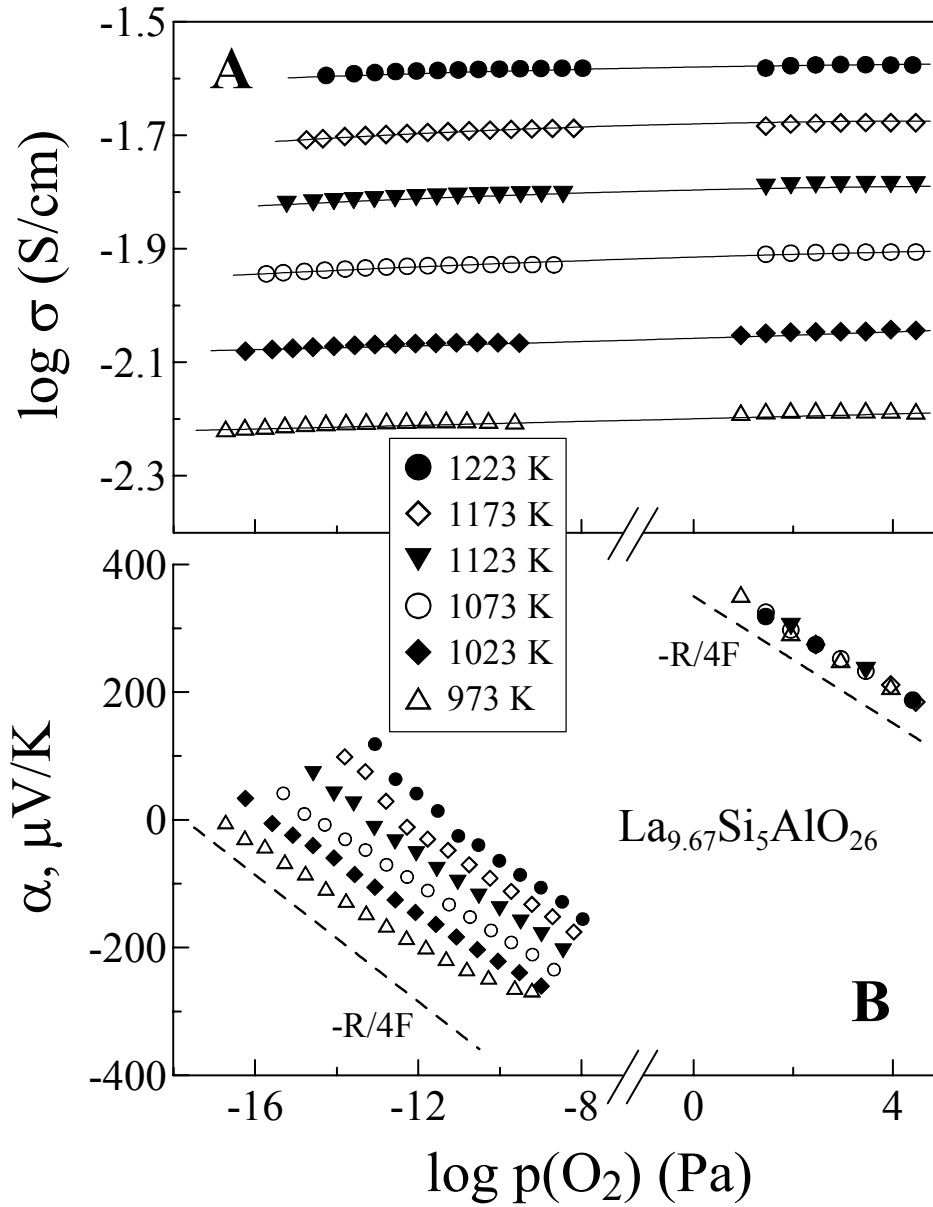 A
-1.5
-1.7
-1.9
-2.1
-2.3
log σ (S/cm)
1223 K
1173 K
1123 K
1073 K
1023 K
973 K
400
200
0
-200
-400
α, μV/K
-R/4F
La9.67Si5AlO26
-R/4F
B
-16 -12 -8 0 4
log p(O2) (Pa)